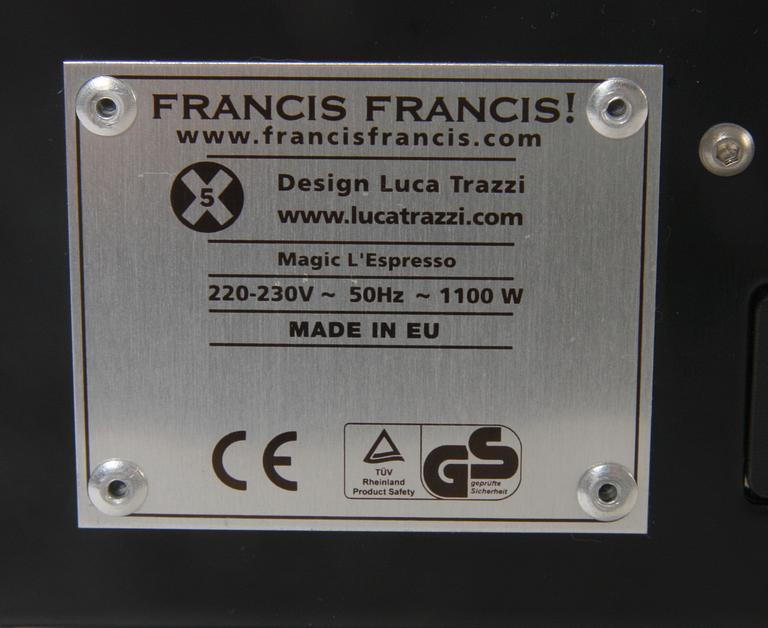 FRANCIS FRANCIS!
www.francisfrancis.com
X5
Design Luca Trazzi
www.lucatrazzi.com
Magic L'Espresso
220-230V ~ 50Hz ~ 1100 W
MADE IN EU
CE
TÜV
Rheinland
Product Safety
GS
geprüfte
Sicherheit